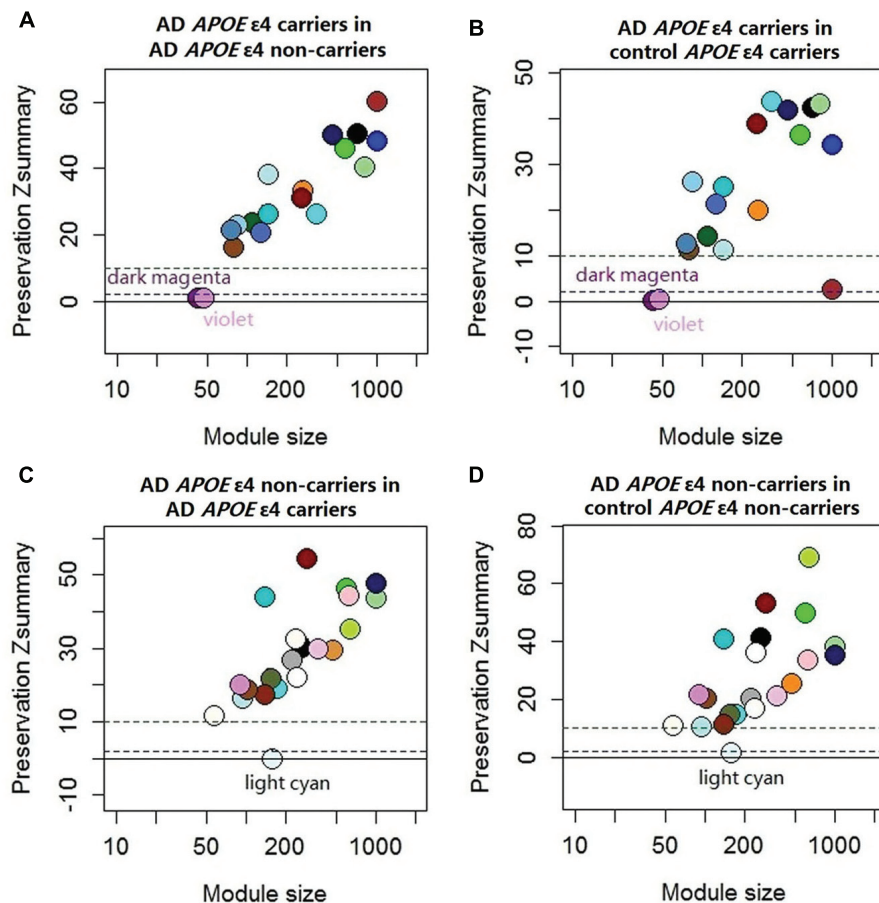 A
AD APOE ε4 carriers in
AD APOE ε4 non-carriers
Preservation Zsummary
60
40
20
0
dark magenta
violet
10 50 200 1000
Module size
B
AD APOE ε4 carriers in
control APOE ε4 carriers
Preservation Zsummary
50
30
10
-10
dark magenta
violet
10 50 200 1000
Module size
C
AD APOE ε4 non-carriers in
AD APOE ε4 carriers
Preservation Zsummary
50
30
10
-10
light cyan
10 50 200 1000
Module size
D
AD APOE ε4 non-carriers in
control APOE ε4 non-carriers
Preservation Zsummary
80
60
40
20
0
light cyan
10 50 200 1000
Module size